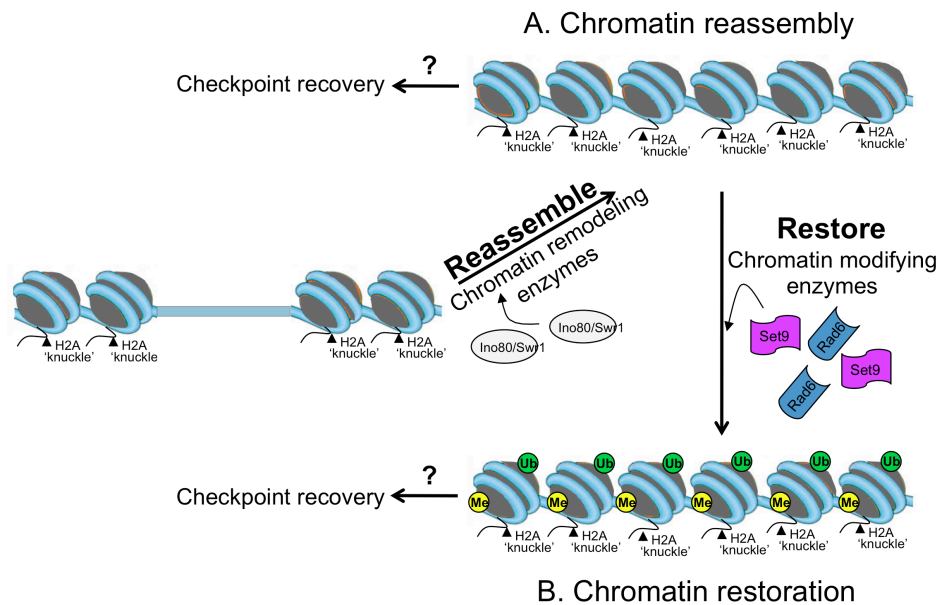 A. Chromatin reassembly
?
Checkpoint recovery
H2A
'knuckle'
H2A
'knuckle'
H2A
'knuckle'
H2A
'knuckle'
H2A
'knuckle'
H2A
'knuckle'
Reassemble
Chromatin remodeling
enzymes
Ino80/Swr1
Ino80/Swr1
Restore
Chromatin modifying
enzymes
Set9
Rad6
Set9
Rad6
H2A
'knuckle'
H2A
'knuckle
H2A
'knuckle'
H2A
'knuckle'
Ub
Ub
Ub
Ub
Ub
Ub
?
Checkpoint recovery
Me
Me
Me
Me
Me
Me
H2A
'knuckle'
H2A
'knuckle'
H2A
'knuckle'
H2A
'knuckle'
H2A
'knuckle'
H2A
'knuckle'
B. Chromatin restoration